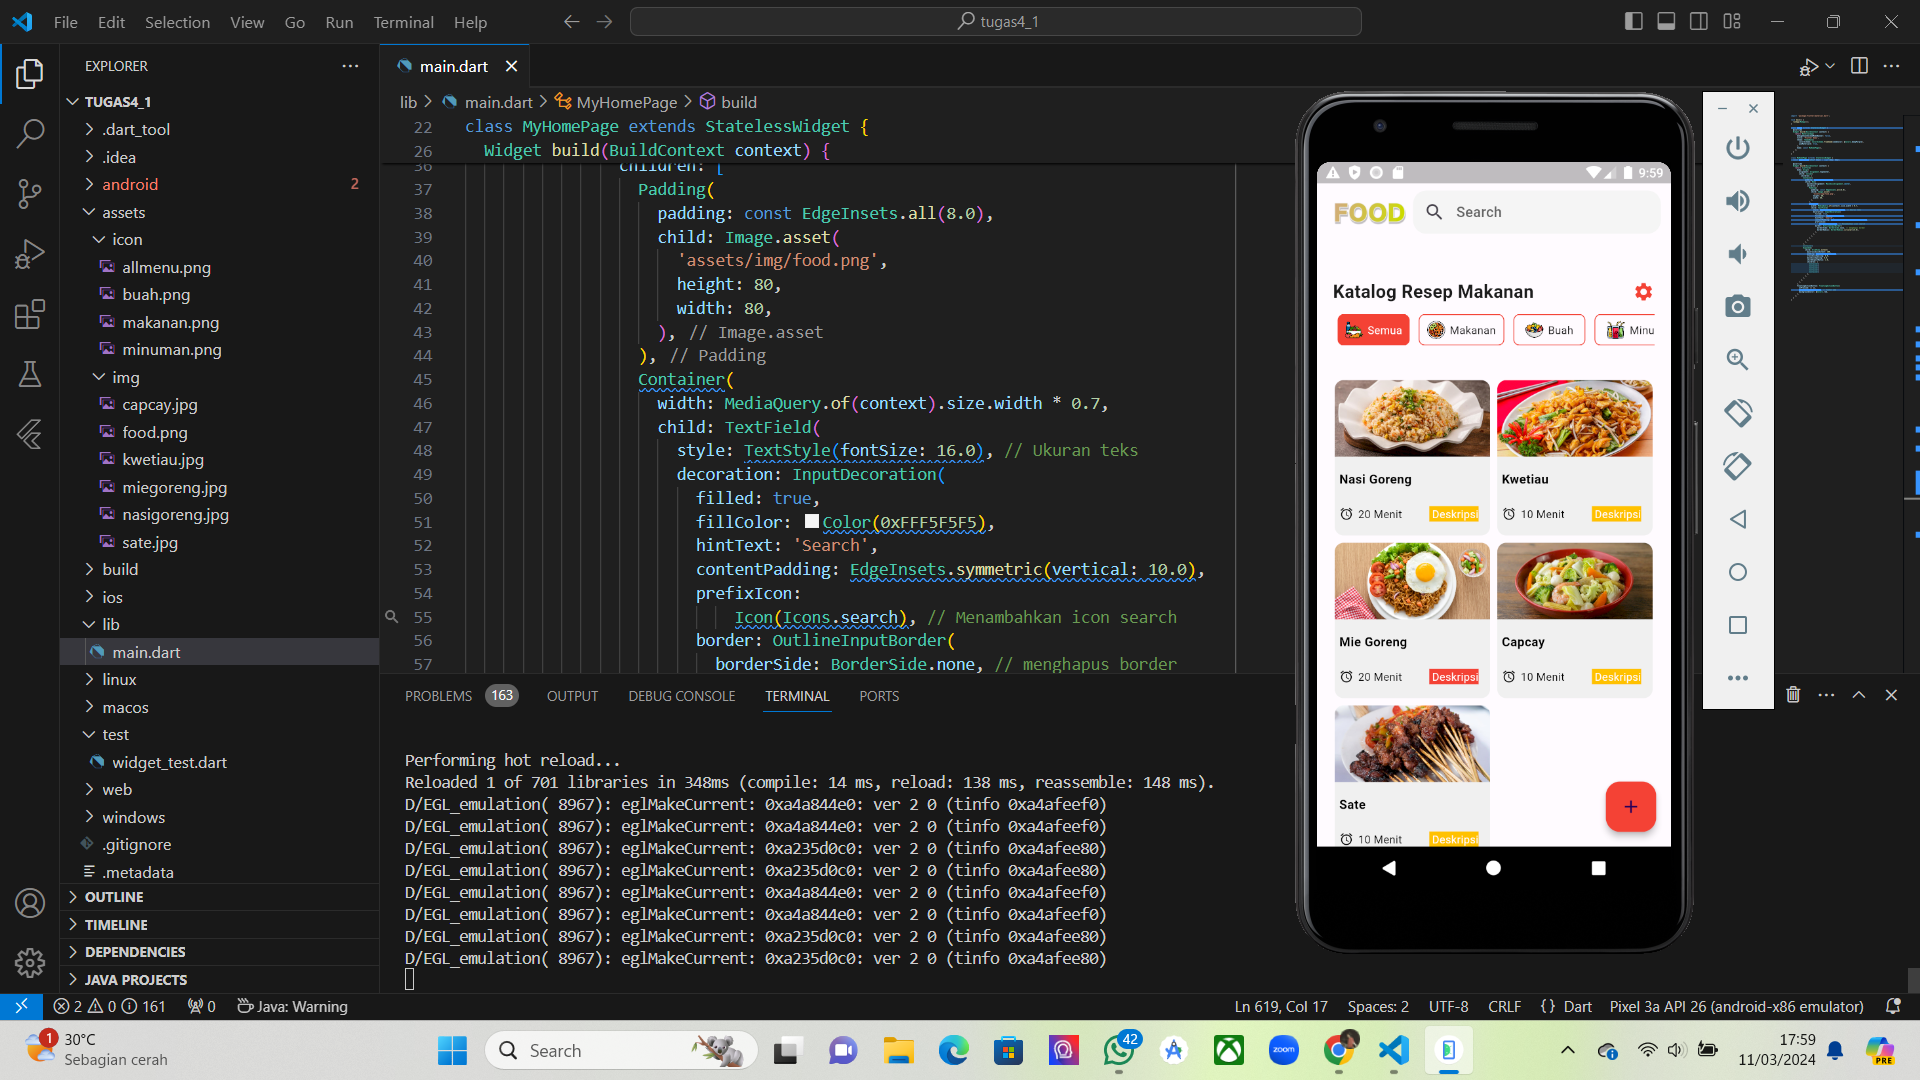 File Edit Selection View Go Run Terminal Help
tugas4_1
EXPLORER
main.dart
TUGAS4_1
.dart_tool
.idea
android 2
assets
icon
allmenu.png
buah.png
makanan.png
minuman.png
img
capcay.jpg
food.png
kwetiau.jpg
miegoreng.jpg
nasigoreng.jpg
sate.jpg
build
ios
lib
main.dart
linux
macos
test
widget_test.dart
web
windows
.gitignore
.metadata
OUTLINE
TIMELINE
DEPENDENCIES
JAVA PROJECTS
lib > main.dart > MyHomePage > build
22 class MyHomePage extends StatelessWidget {
26 Widget build(BuildContext context) {
36 children: [
37 Padding(
38 padding: const EdgeInsets.all(8.0),
39 child: Image.asset(
40 'assets/img/food.png',
41 height: 80,
42 width: 80,
43 ), // Image.asset
44 ), // Padding
45 Container(
46 width: MediaQuery.of(context).size.width * 0.7,
47 child: TextField(
48 style: TextStyle(fontSize: 16.0), // Ukuran teks
49 decoration: InputDecoration(
50 filled: true,
51 fillColor: Color(0xFFF5F5F5),
52 hintText: 'Search',
53 contentPadding: EdgeInsets.symmetric(vertical: 10.0),
54 prefixIcon:
55 Icon(Icons.search), // Menambahkan icon search
56 border: OutlineInputBorder(
57 borderSide: BorderSide.none, // menghapus border
PROBLEMS 163 OUTPUT DEBUG CONSOLE TERMINAL PORTS
Performing hot reload...
Reloaded 1 of 701 libraries in 348ms (compile: 14 ms, reload: 138 ms, reassemble: 148 ms).
D/EGL_emulation( 8967): eglMakeCurrent: 0xa4a844e0: ver 2 0 (tinfo 0xa4afeef0)
D/EGL_emulation( 8967): eglMakeCurrent: 0xa4a844e0: ver 2 0 (tinfo 0xa4afeef0)
D/EGL_emulation( 8967): eglMakeCurrent: 0xa235d0c0: ver 2 0 (tinfo 0xa4afee80)
D/EGL_emulation( 8967): eglMakeCurrent: 0xa235d0c0: ver 2 0 (tinfo 0xa4afee80)
D/EGL_emulation( 8967): eglMakeCurrent: 0xa4a844e0: ver 2 0 (tinfo 0xa4afeef0)
D/EGL_emulation( 8967): eglMakeCurrent: 0xa4a844e0: ver 2 0 (tinfo 0xa4afeef0)
D/EGL_emulation( 8967): eglMakeCurrent: 0xa235d0c0: ver 2 0 (tinfo 0xa4afee80)
D/EGL_emulation( 8967): eglMakeCurrent: 0xa235d0c0: ver 2 0 (tinfo 0xa4afee80)
9:59
FOOD Search
Katalog Resep Makanan
Semua Makanan Buah Minu
Nasi Goreng Kwetiau
20 Menit Deskripsi 10 Menit Deskripsi
Mie Goreng Capcay
20 Menit Deskripsi 10 Menit Deskripsi
Sate
10 Menit Deskripsi
2 0 161 0 Java: Warning
Ln 619, Col 17 Spaces: 2 UTF-8 CRLF {} Dart Pixel 3a API 26 (android-x86 emulator)
1 30°C
Sebagian cerah
Search
42
zoom
17:59
11/03/2024
PRE